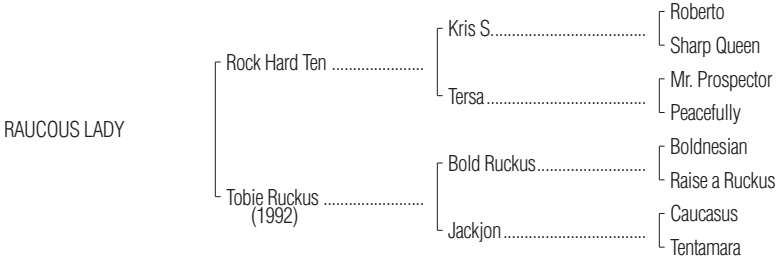 Roberto
Kris S.
Sharp Queen
Rock Hard Ten
Mr. Prospector
Tersa
Peacefully
RAUCOUS LADY
Boldnesian
Bold Ruckus
Raise a Ruckus
Tobie Ruckus
(1992)
Caucasus
Jackjon
Tentamara